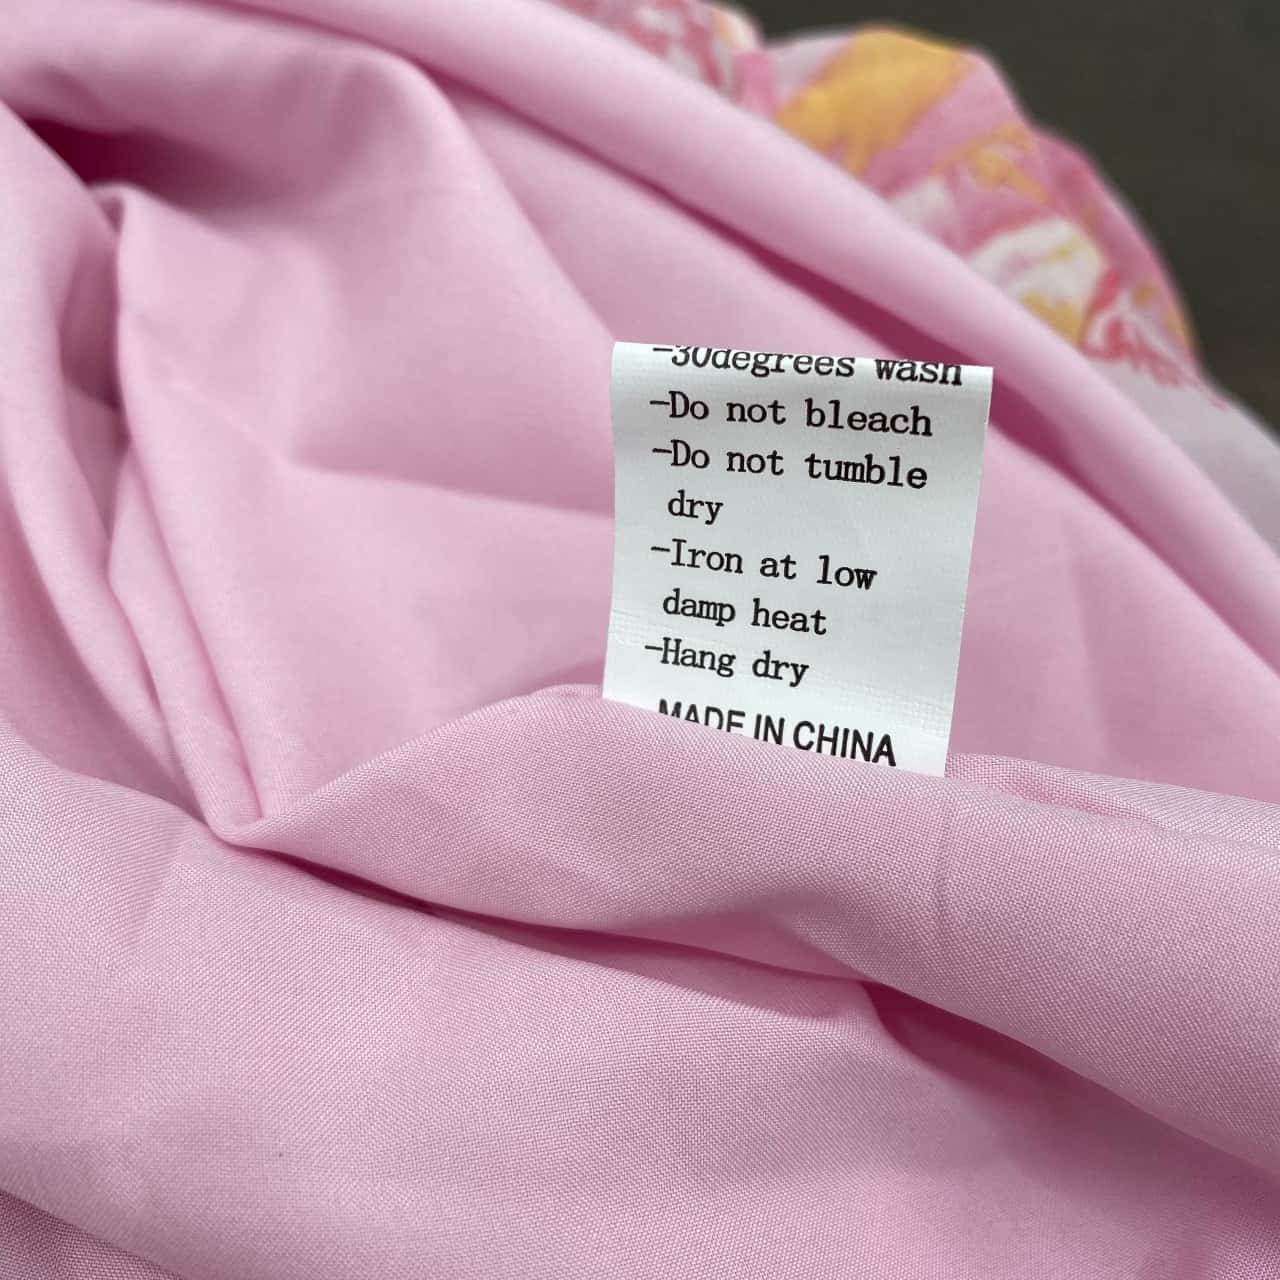 -30degrees wash
-Do not bleach
-Do not tumble
dry
-Iron at low
damp heat
-Hang dry
MADE IN CHINA